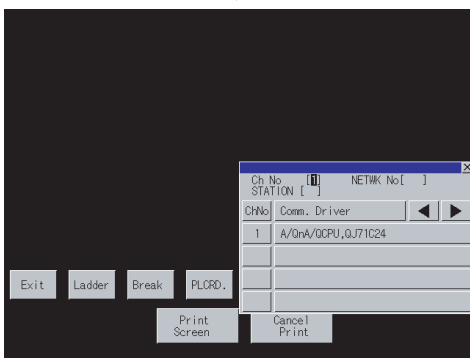 ×
Ch No [1] NETWK No[ ]
STATION [ ]
ChNo Comm. Driver ◀ ▶
1 A/QnA/QCPU,QJ71C24
Exit Ladder Break PLCRD.
Print Screen
Cancel Print